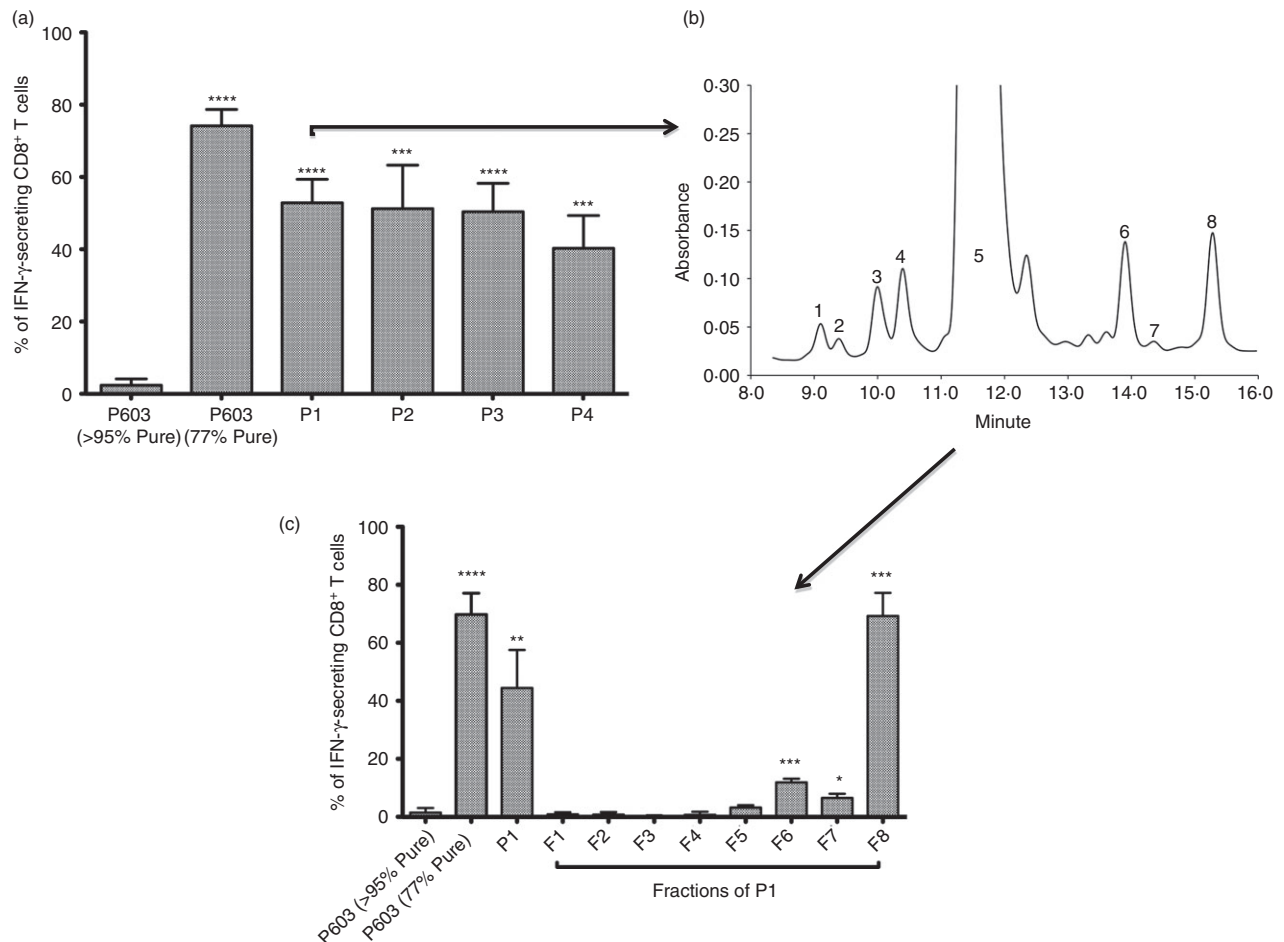 (a)
100
80
60
40
20
0
% of IFN-γ-secreting CD8⁺ T cells
****
****
***
****
***
P603
(>95% Pure)
P603
(77% Pure)
P1
P2
P3
P4
(b)
0·30
0·25
0·20
0·15
0·10
0·05
0·00
Absorbance
1
2
3
4
5
6
7
8
8·0
9·0
10·0
11·0
12·0
13·0
14·0
15·0
16·0
Minute
(c)
100
80
60
40
20
0
% of IFN-γ-secreting CD8⁺ T cells
****
**
***
*
***
P603 (>95% Pure)
P603 (77% Pure)
P1
F1
F2
F3
F4
F5
F6
F7
F8
Fractions of P1